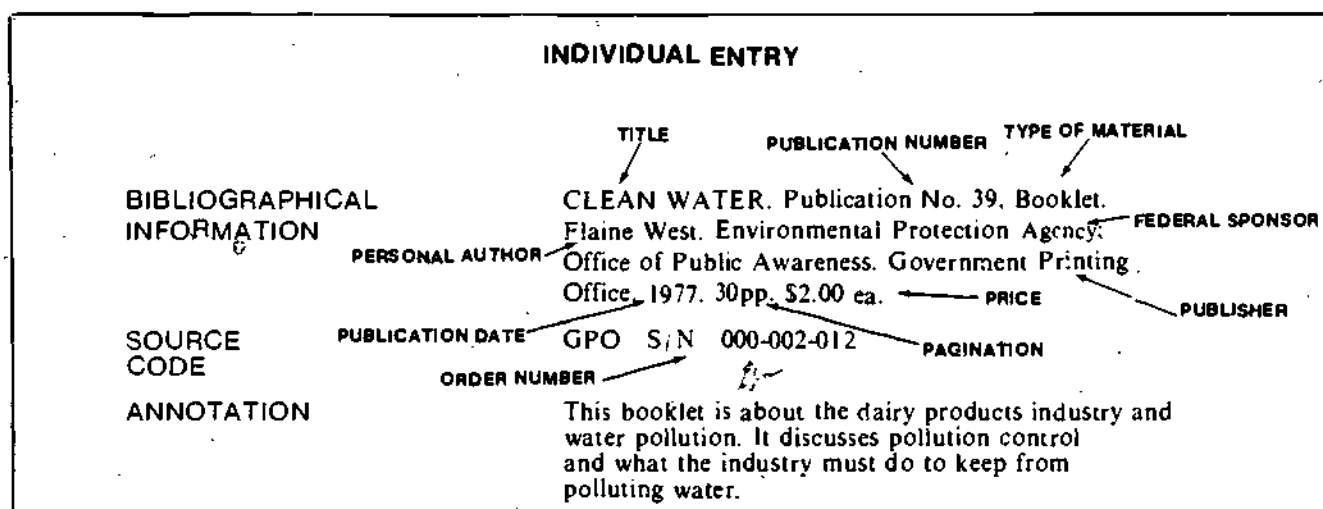 INDIVIDUAL ENTRY
TITLE
PUBLICATION NUMBER
TYPE OF MATERIAL
BIBLIOGRAPHICAL INFORMATION
CLEAN WATER. Publication No. 39, Booklet.
Elaine West. Environmental Protection Agency.
FEDERAL SPONSOR
PERSONAL AUTHOR
Office of Public Awareness. Government Printing
Office, 1977. 30pp. $2.00 ea.
PRICE
PUBLISHER
SOURCE CODE
PUBLICATION DATE
GPO S/N 000-002-012
PAGINATION
ORDER NUMBER
ANNOTATION
This booklet is about the dairy products industry and
water pollution. It discusses pollution control
and what the industry must do to keep from
polluting water.